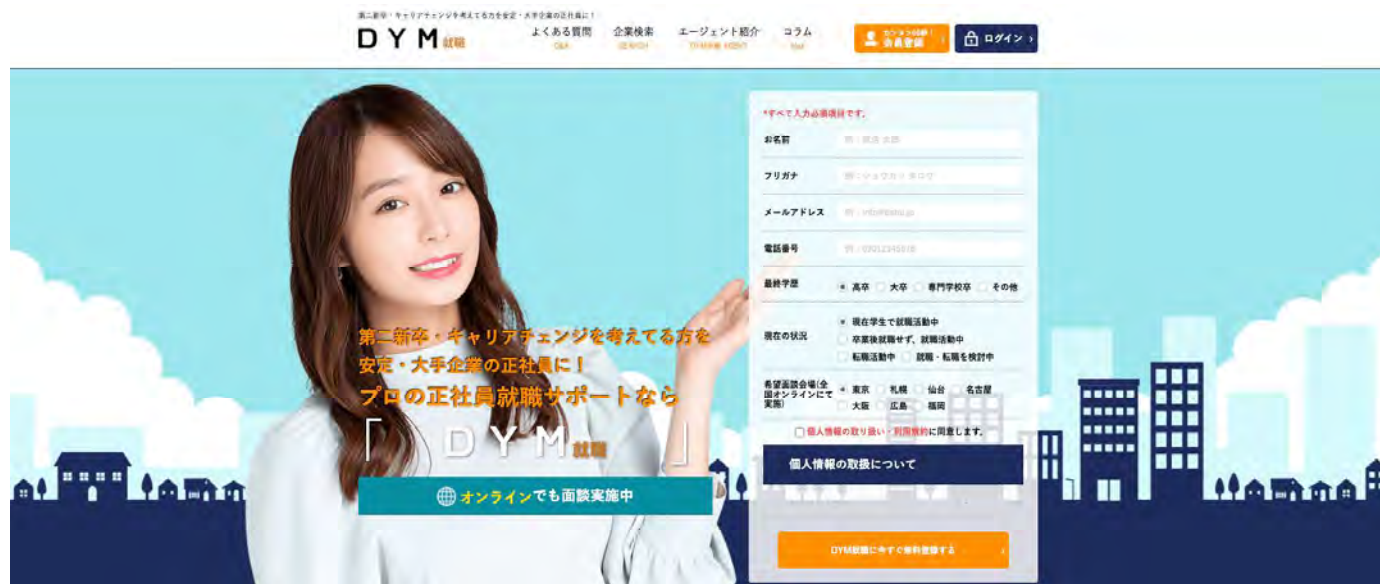 第二新卒・キャリアチェンジを考えてる方を安定・大手企業の正社員に!
DYM就職
よくある質問
Q&A
企業検索
SEARCH
エージェント紹介
コラム
会員登録
ログイン
*すべて入力必須項目です。
お名前
フリガナ
メールアドレス
電話番号
最終学歴
高卒 大卒 専門学校卒 その他
現在の状況
現在学生で就職活動中
卒業後就職せず、就職活動中
転職活動中 就職・転職を検討中
希望面談会場(全
国オンラインにて
実施)
東京 札幌 仙台 名古屋
大阪 広島 福岡
個人情報の取り扱い・利用規約に同意します。
個人情報の取扱について
DYM就職に今すぐ無料登録する
第二新卒・キャリアチェンジを考えてる方を
安定・大手企業の正社員に!
プロの正社員就職サポートなら
「DYM就職」
オンラインでも面談実施中